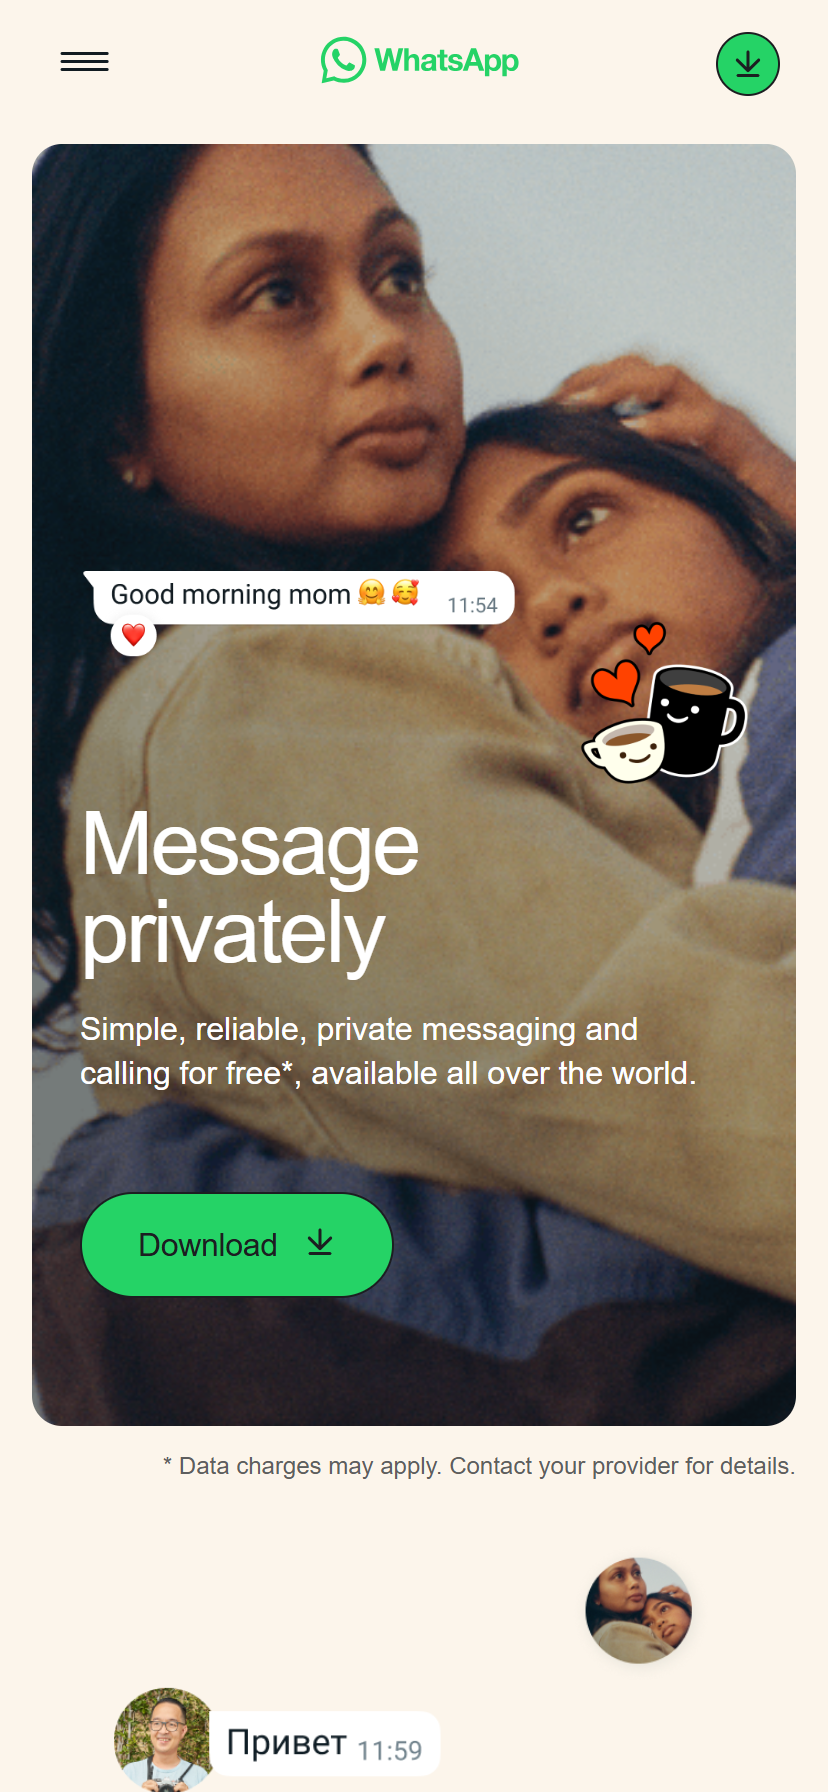 WhatsApp
Good morning mom 🤗 🥰 11:54
❤️
Message
privately
Simple, reliable, private messaging and
calling for free*, available all over the world.
Download
* Data charges may apply. Contact your provider for details.
Привет 11:59